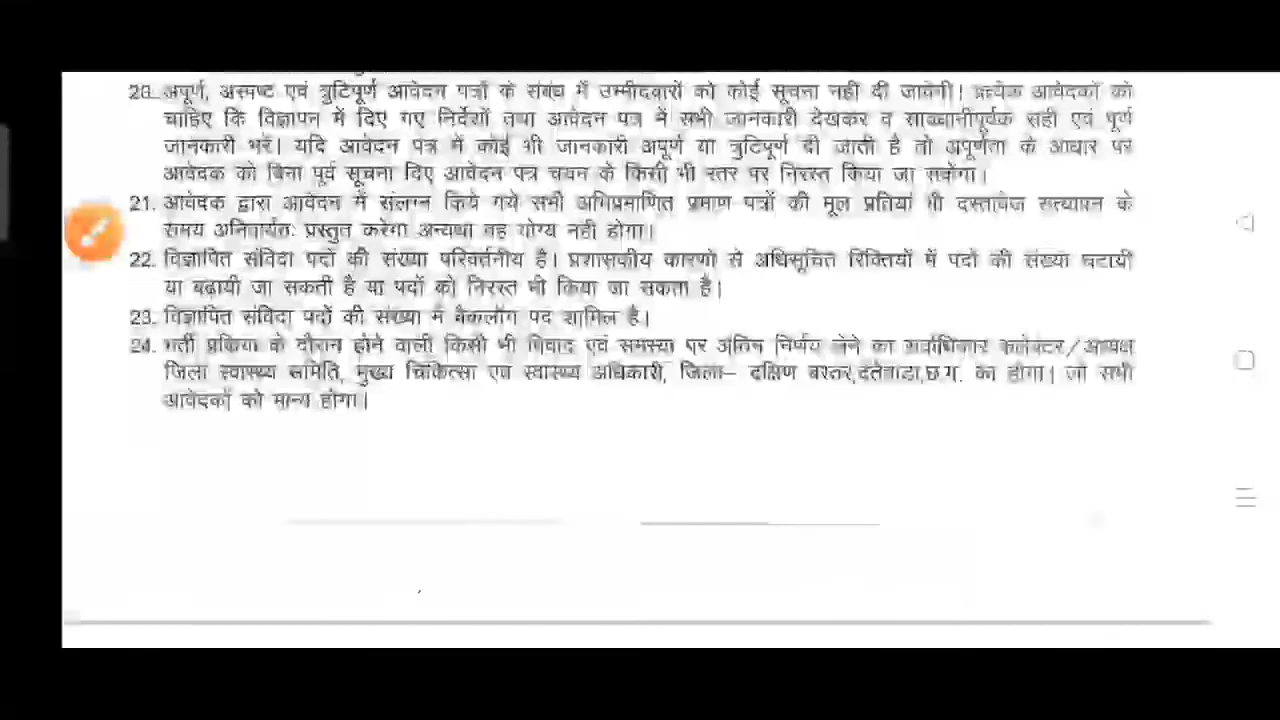 20. अपूर्ण, अस्पष्ट एवं त्रुटिपूर्ण आवेदन पत्रों के संबंध में उम्मीदवारों को कोई सूचना नहीं दी जावेगी। प्रत्येक आवेदकों को
चाहिए कि विज्ञापन में दिए गए निर्देशों तथा आवेदन पत्र में सभी जानकारी देखकर व सावधानीपूर्वक सही एवं पूर्ण
जानकारी भरें। यदि आवेदन पत्र में कोई भी जानकारी अपूर्ण या त्रुटिपूर्ण दी जाती है तो अपूर्णता के आधार पर
आवेदक को बिना पूर्व सूचना दिए आवेदन पत्र चयन के किसी भी स्तर पर निरस्त किया जा सकेगा।
21. आवेदक द्वारा आवेदन में संलग्न किये गये सभी अभिप्रमाणित प्रमाण पत्रों की मूल प्रतियां भी दस्तावेज सत्यापन के
समय अनिवार्यतः प्रस्तुत करेगा अन्यथा वह योग्य नही होगा।
22. विज्ञापित संविदा पदों की संख्या परिवर्तनीय है। प्रशासकीय कारणों से अधिसूचित रिक्तियों में पदों की संख्या घटायी
या बढ़ायी जा सकती है या पदों को निरस्त भी किया जा सकता है।
23. विज्ञापित संविदा पदों की संख्या में बैकलॉग पद शामिल है।
24. भर्ती प्रक्रिया के दौरान होने वाली किसी भी विवाद एवं समस्या पर अंतिम निर्णय लेने का सर्वाधिकार कलेक्टर/अध्यक्ष
जिला स्वास्थ्य समिति, मुख्य चिकित्सा एवं स्वास्थ्य अधिकारी, जिला– दक्षिण बस्तर,दंतेवाडा,छ.ग. का होगा। जो सभी
आवेदकों को मान्य होगा।